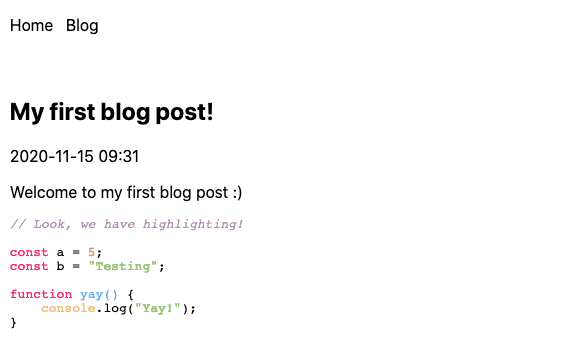 Home Blog
My first blog post!
2020-11-15 09:31
Welcome to my first blog post :)
// Look, we have highlighting!
const a = 5;
const b = "Testing";
function yay() {
    console.log("Yay!");
}